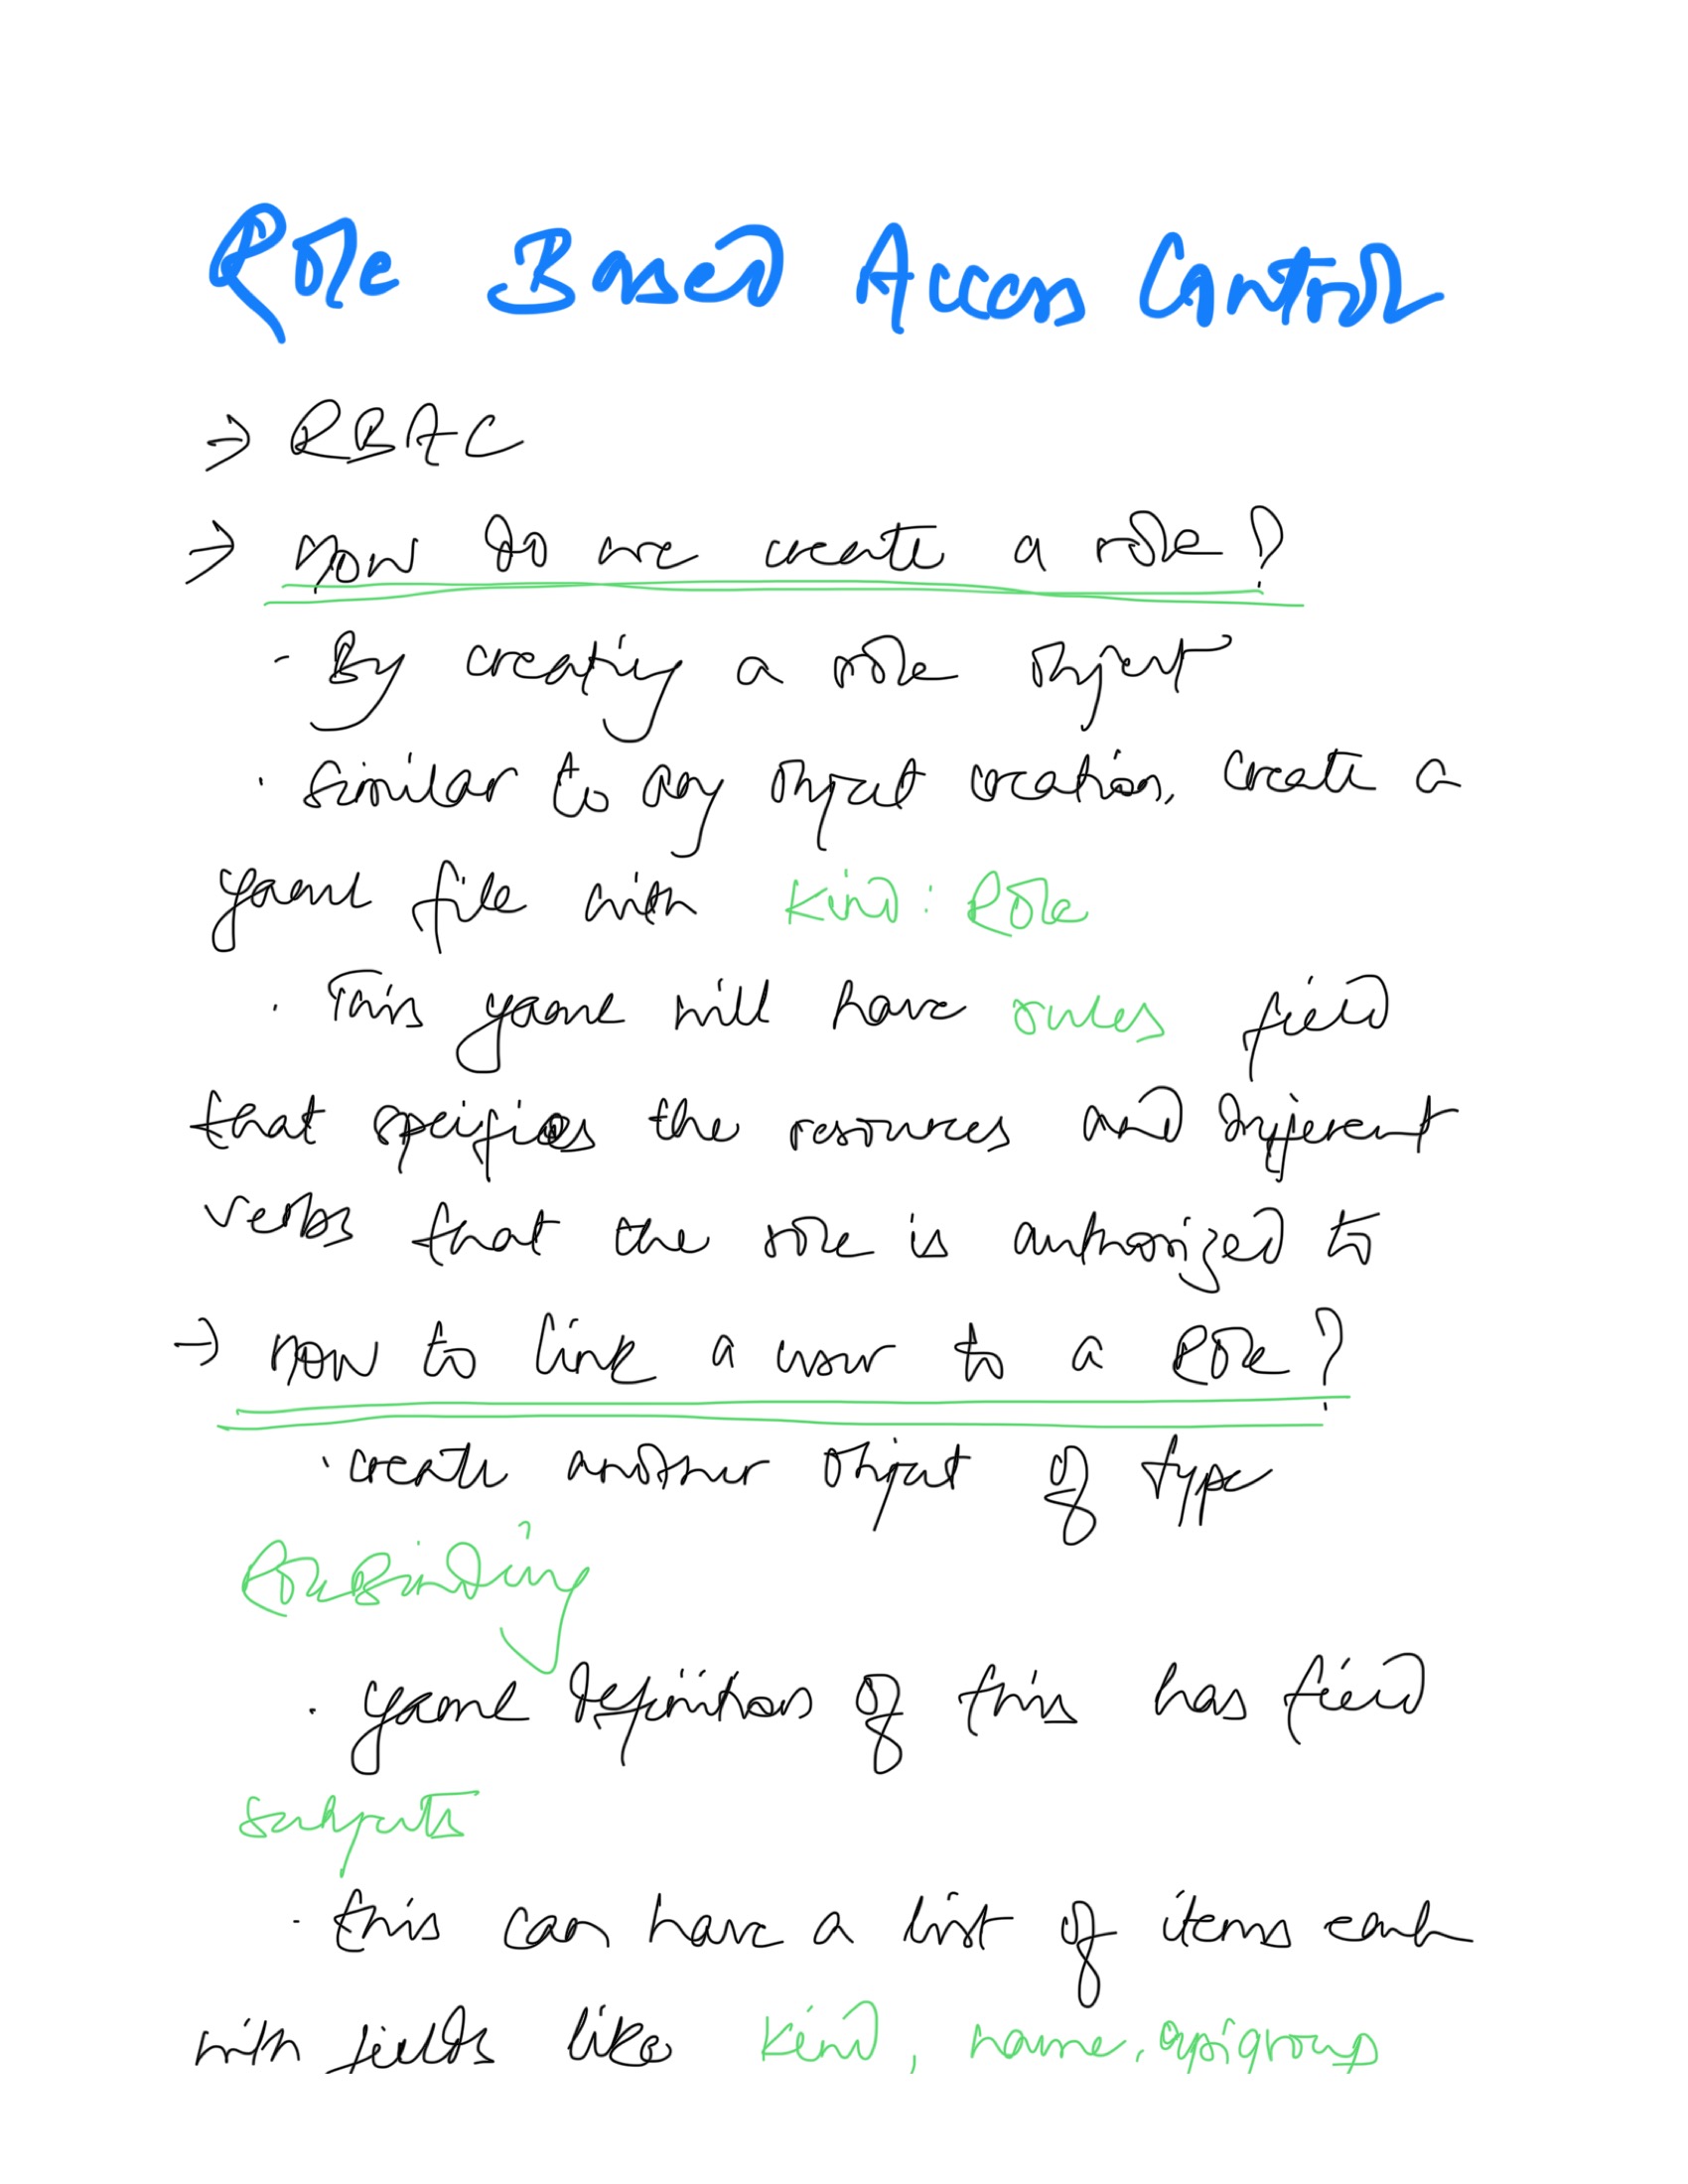 Role Based Access Control
⇒ RBAC
→ How do we create a role?
· By creating a role object
· Similar to any object creation, create a
yaml file with Kind: Role
· This yaml will have rules field
that specifies the resources and different
verbs that the role is authorized to
→ How to link a user to a Role?
· create another object of type
RoleBinding
· yaml definition of this has field
subjects
· this can have a list of items each
with fields like Kind, name, apigroup